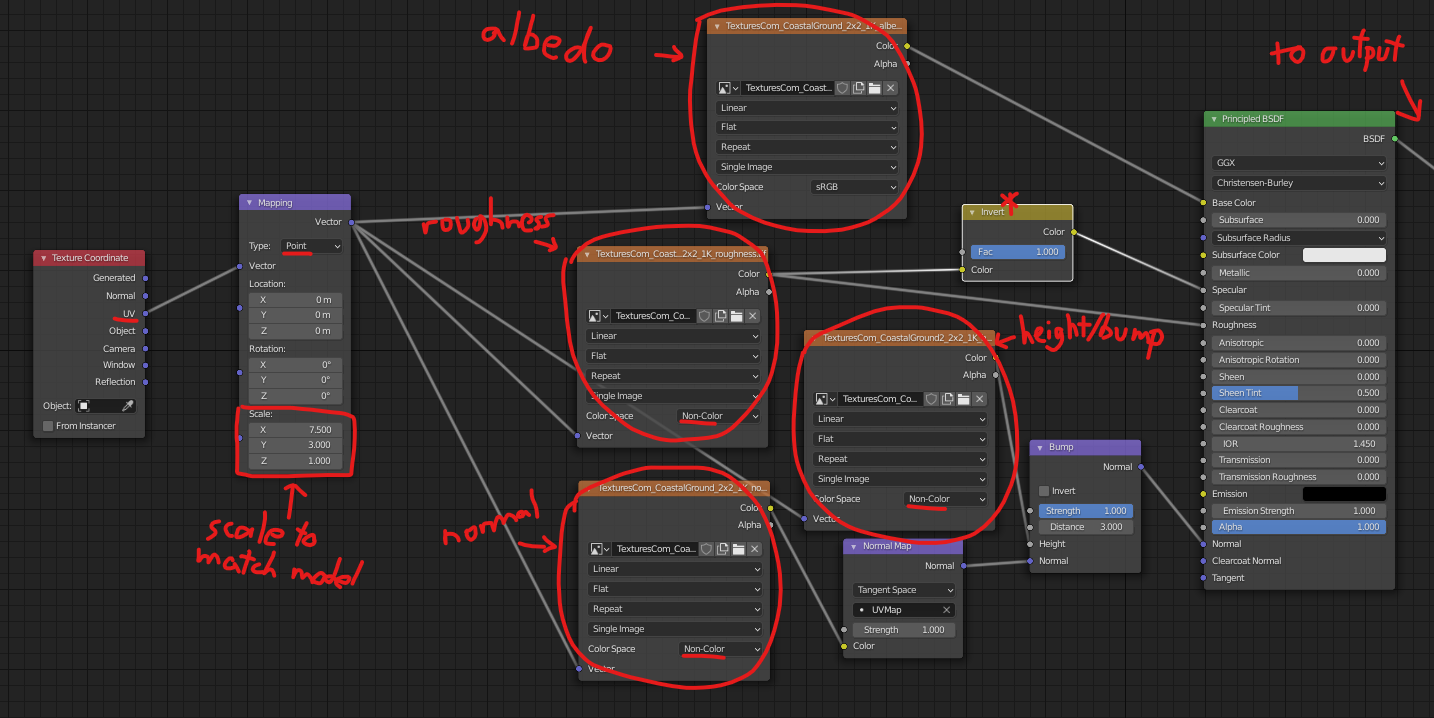 albedo
to output
roughness
height/bump
normal
scale to
match model
*
Texture Coordinate
Generated
Normal
UV
Object
Camera
Window
Reflection
Object:
From Instancer
Mapping
Vector
Type: Point
Vector
Location:
X 0 m
Y 0 m
Z 0 m
Rotation:
X 0°
Y 0°
Z 0°
Scale:
X 7.500
Y 3.000
Z 1.000
TexturesCom_CoastalGround_2x2_1K_albe...
Color
Alpha
TexturesCom_Coast...
Linear
Flat
Repeat
Single Image
Color Space sRGB
Vector
TexturesCom_Coast...2x2_1K_roughness.
Color
Alpha
TexturesCom_Co...
Linear
Flat
Repeat
Single Image
Color Space Non-Color
Vector
TexturesCom_CoastalGround_2x2_1K_no...
Color
Alpha
TexturesCom_Coa...
Linear
Flat
Repeat
Single Image
Color Space Non-Color
Vector
TexturesCom_CoastalGround2_2x2_1K_
Color
Alpha
TexturesCom_Co...
Linear
Flat
Repeat
Single Image
Color Space Non-Color
Vector
Invert
Color
Fac 1.000
Color
Normal Map
Normal
Tangent Space
UVMap
Strength 1.000
Color
Bump
Normal
Invert
Strength 1.000
Distance 3.000
Height
Normal
Principled BSDF
BSDF
GGX
Christensen-Burley
Base Color
Subsurface 0.000
Subsurface Radius
Subsurface Color
Metallic 0.000
Specular
Specular Tint 0.000
Roughness
Anisotropic 0.000
Anisotropic Rotation 0.000
Sheen 0.000
Sheen Tint 0.500
Clearcoat 0.000
Clearcoat Roughness 0.000
IOR 1.450
Transmission 0.000
Transmission Roughness 0.000
Emission
Emission Strength 1.000
Alpha 1.000
Normal
Clearcoat Normal
Tangent